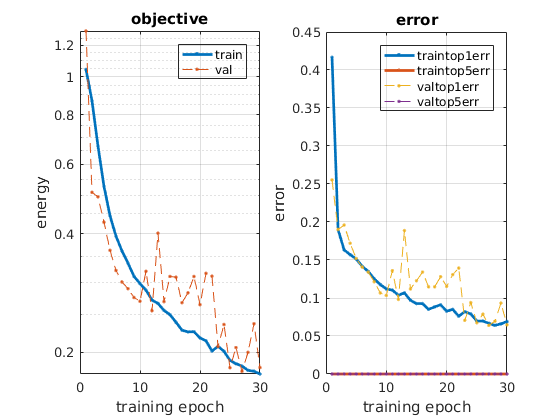 objective
train
val
energy
1.2
1
0.8
0.6
0.4
0.2
0
10
20
30
training epoch
error
traintop1err
traintop5err
valtop1err
valtop5err
error
0.45
0.4
0.35
0.3
0.25
0.2
0.15
0.1
0.05
0
0
10
20
30
training epoch